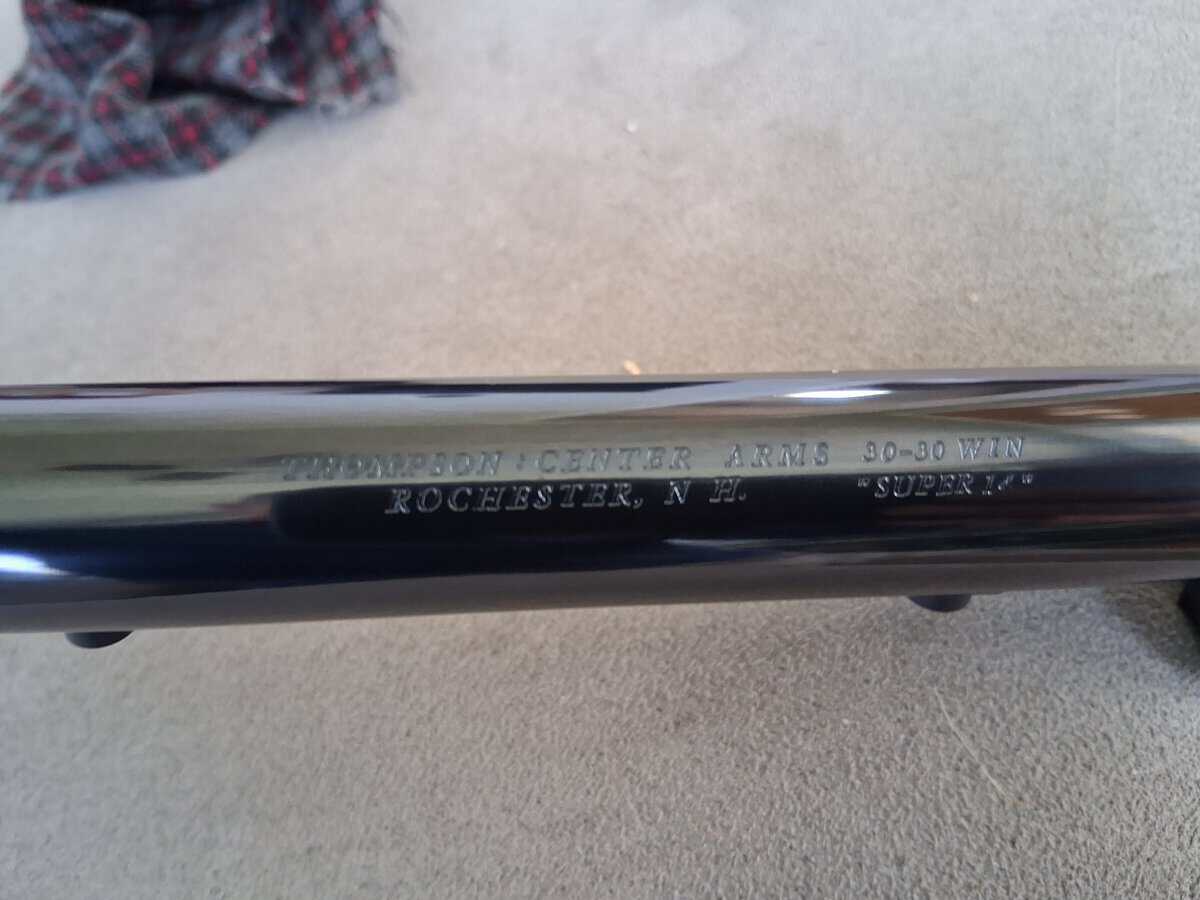 THOMPSON : CENTER ARMS 30-30 WIN
ROCHESTER, N H. "SUPER 14"